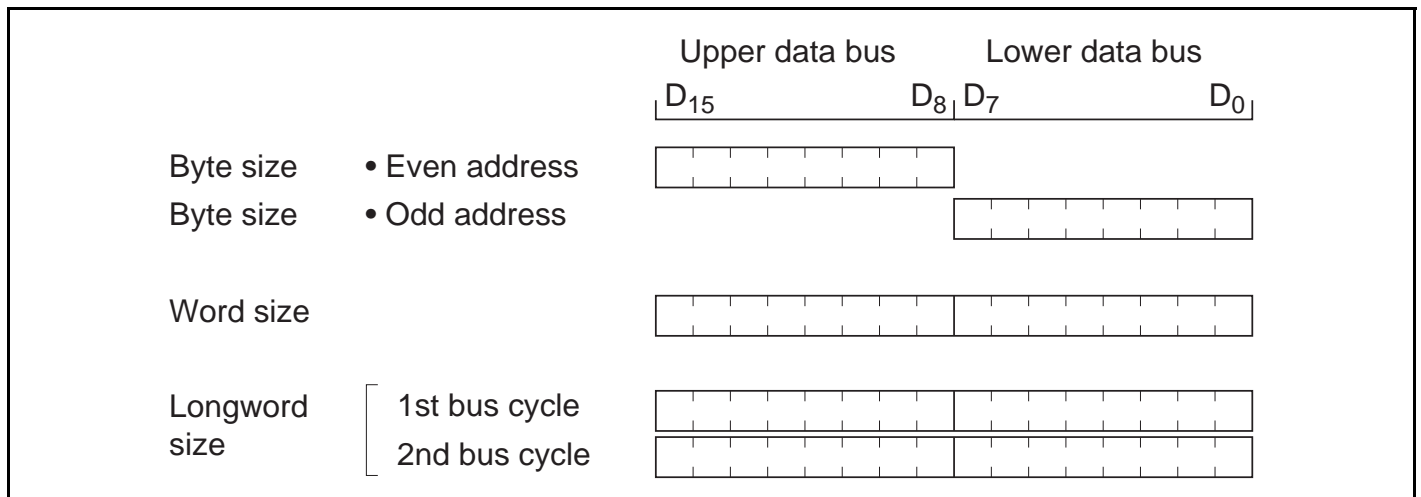 Upper data bus Lower data bus
D15 D8 D7 D0
Byte size • Even address
Byte size • Odd address
Word size
Longword size 1st bus cycle
2nd bus cycle